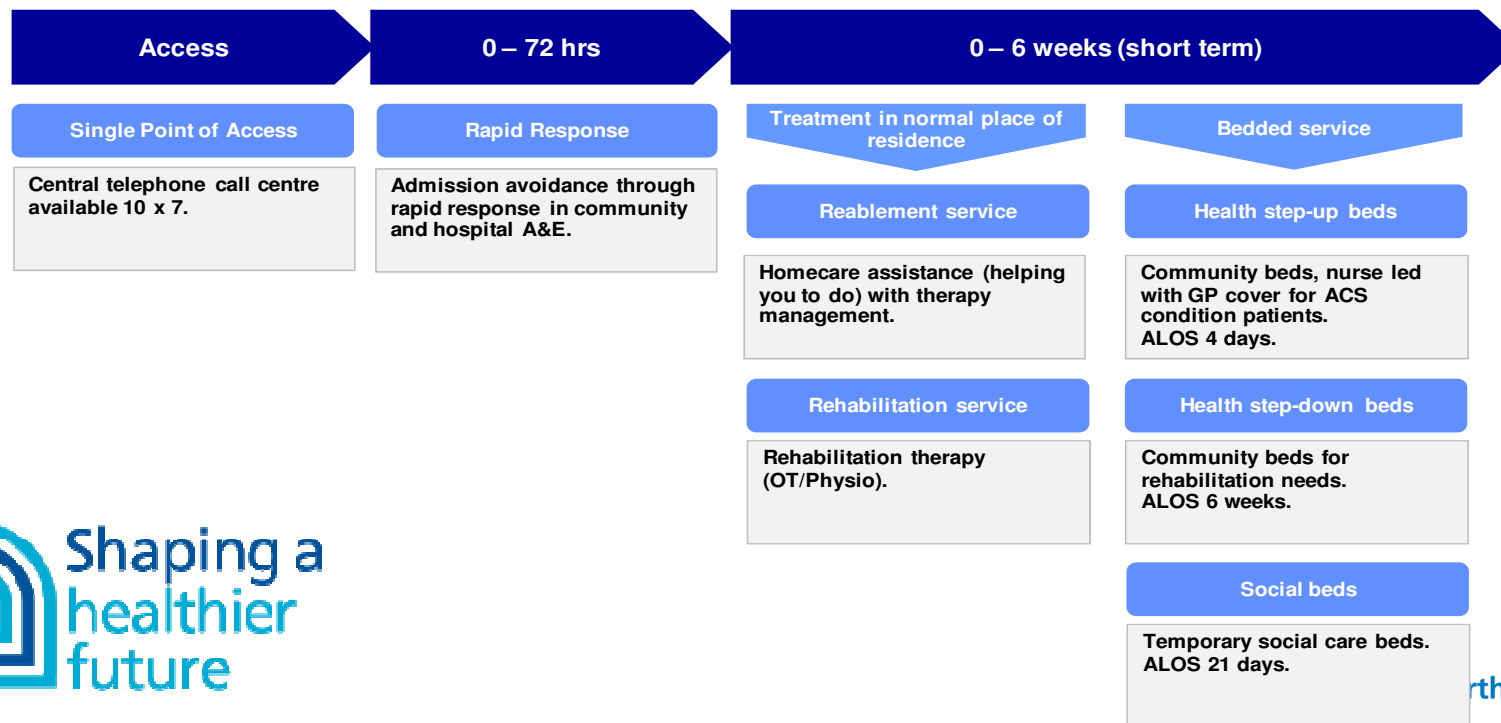 Access
0 – 72 hrs
0 – 6 weeks (short term)
Single Point of Access
Central telephone call centre
available 10 x 7.
Rapid Response
Admission avoidance through
rapid response in community
and hospital A&E.
Treatment in normal place of
residence
Reablement service
Homecare assistance (helping
you to do) with therapy
management.
Rehabilitation service
Rehabilitation therapy
(OT/Physio).
Bedded service
Health step-up beds
Community beds, nurse led
with GP cover for ACS
condition patients.
ALOS 4 days.
Health step-down beds
Community beds for
rehabilitation needs.
ALOS 6 weeks.
Social beds
Temporary social care beds.
ALOS 21 days.
Shaping a
healthier
future